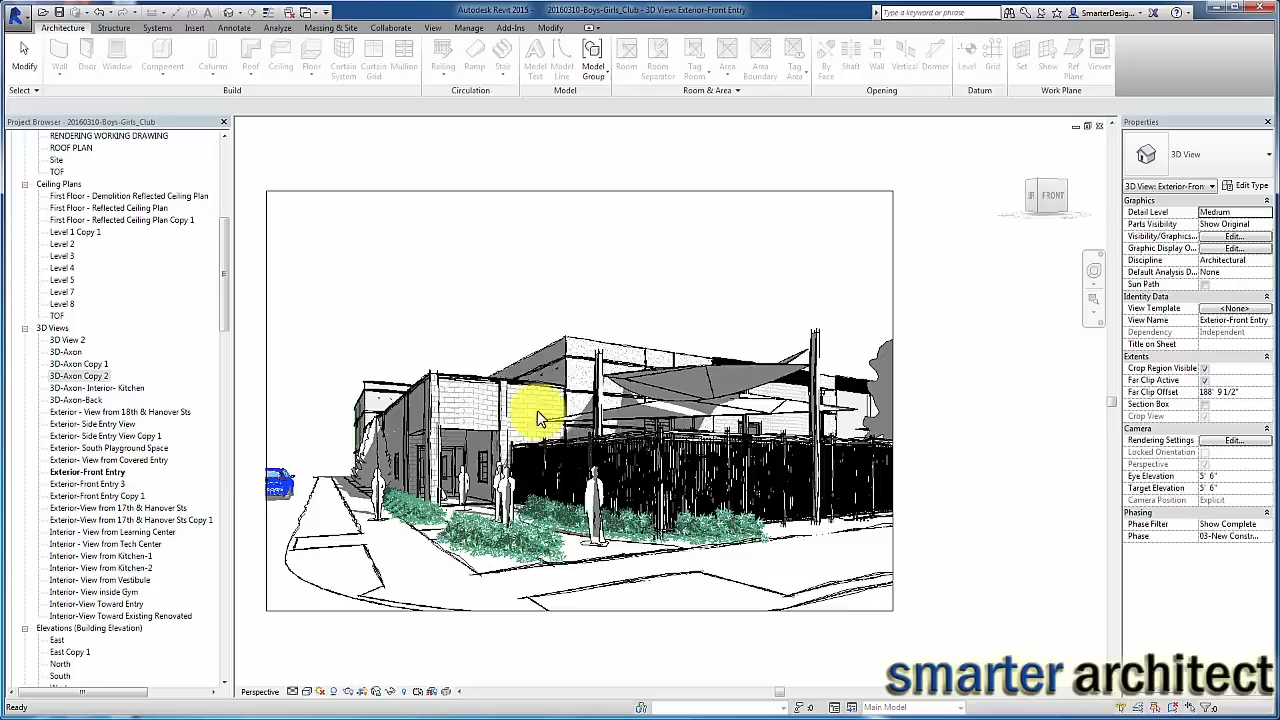 Autodesk Revit 2015 - 20160310-Boys-Girls_Club - 3D View: Exterior-Front Entry
Type a keyword or phrase
SmarterDesig...
Architecture Structure Systems Insert Annotate Analyze Massing & Site Collaborate View Manage Add-Ins Modify
Modify Wall Door Window Component Column Roof Ceiling Floor Curtain System Curtain Grid Mullion Railing Ramp Stair Model Text Model Line Model Group Room Room Separator Tag Room Area Area Boundary Tag Area By Face Shaft Wall Vertical Dormer Level Grid Set Show Ref Plane Viewer
Select Build Circulation Model Room & Area Opening Datum Work Plane
Project Browser - 20160310-Boys-Girls_Club
RENDERING WORKING DRAWING
ROOF PLAN
Site
TOF
Ceiling Plans
First Floor - Demolition Reflected Ceiling Plan
First Floor - Reflected Ceiling Plan
First Floor - Reflected Ceiling Plan Copy 1
Level 1 Copy 1
Level 2
Level 3
Level 4
Level 5
Level 7
Level 8
TOF
3D Views
3D View 2
3D-Axon
3D-Axon Copy 1
3D-Axon Copy 2
3D-Axon- Interior- Kitchen
3D-Axon-Back
Exterior - View from 18th & Hanover Sts
Exterior- Side Entry View
Exterior- Side Entry View Copy 1
Exterior- South Playground Space
Exterior- View from Covered Entry
Exterior-Front Entry
Exterior-Front Entry 3
Exterior-Front Entry Copy 1
Exterior-View from 17th & Hanover Sts
Exterior-View from 17th & Hanover Sts Copy 1
Interior - View from Learning Center
Interior - View from Tech Center
Interior- View from Kitchen-1
Interior- View from Kitchen-2
Interior- View from Vestibule
Interior- View inside Gym
Interior-View Toward Entry
Interior-View Toward Existing Renovated
Elevations (Building Elevation)
East
East Copy 1
North
South
FRONT
Properties
3D View
3D View: Exterior-Fron Edit Type
Graphics
Detail Level Medium
Parts Visibility Show Original
Visibility/Graphics... Edit...
Graphic Display O... Edit...
Discipline Architectural
Default Analysis D... None
Sun Path
Identity Data
View Template <None>
View Name Exterior-Front Entry
Dependency Independent
Title on Sheet
Extents
Crop Region Visible
Far Clip Active
Far Clip Offset 188' 9 1/2"
Section Box
Crop View
Camera
Rendering Settings Edit...
Locked Orientation
Perspective
Eye Elevation 5' 6"
Target Elevation 5' 6"
Camera Position Explicit
Phasing
Phase Filter Show Complete
Phase 03-New Constr...
Perspective
smarter architect
Ready :0 Main Model :0